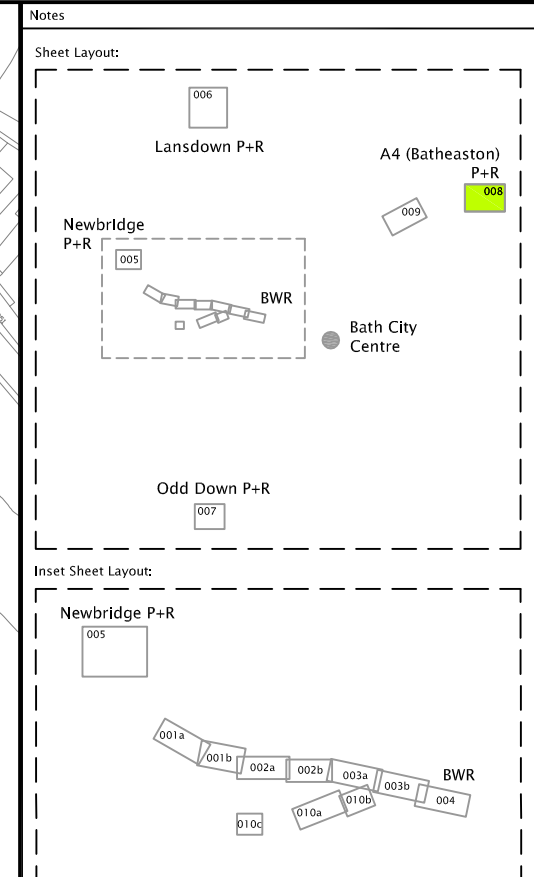 Notes
Sheet Layout:
006
Lansdown P+R
A4 (Batheaston)
P+R
008
009
Newbridge
P+R
005
BWR
Bath City
Centre
Odd Down P+R
007
Inset Sheet Layout:
Newbridge P+R
005
001a
001b
002a
002b
003a
003b
BWR
004
010b
010a
010c